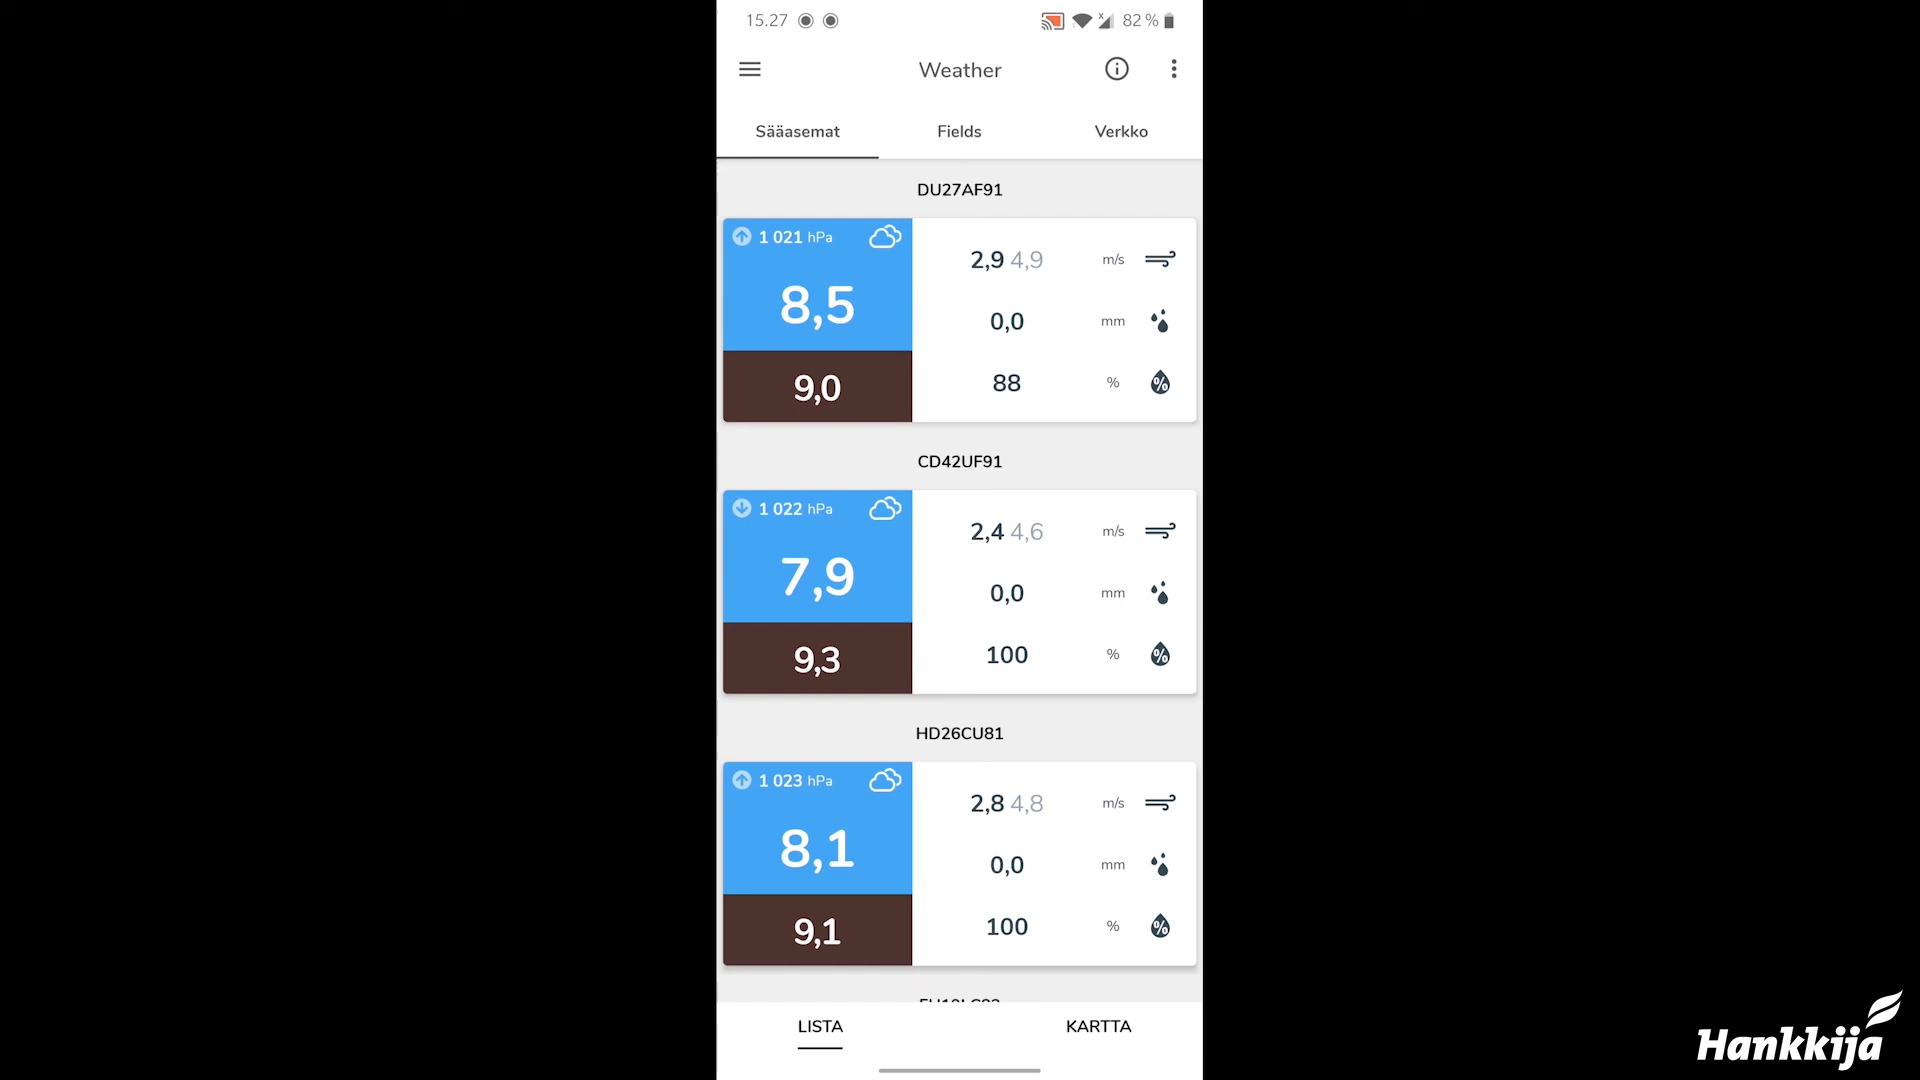 15.27 82 %
Weather
Sääasemat Fields Verkko
DU27AF91
1 021 hPa
8,5
9,0
2,9 4,9 m/s
0,0 mm
88 %
CD42UF91
1 022 hPa
7,9
9,3
2,4 4,6 m/s
0,0 mm
100 %
HD26CU81
1 023 hPa
8,1
9,1
2,8 4,8 m/s
0,0 mm
100 %
LISTA KARTTA
Hankkija